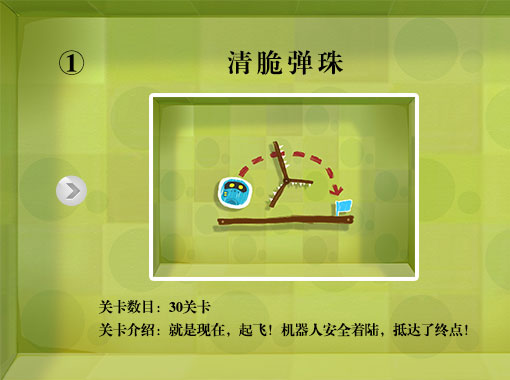 ①
清脆弹珠
关卡数目：30关卡
关卡介绍：就是现在，起飞！机器人安全着陆，抵达了终点！